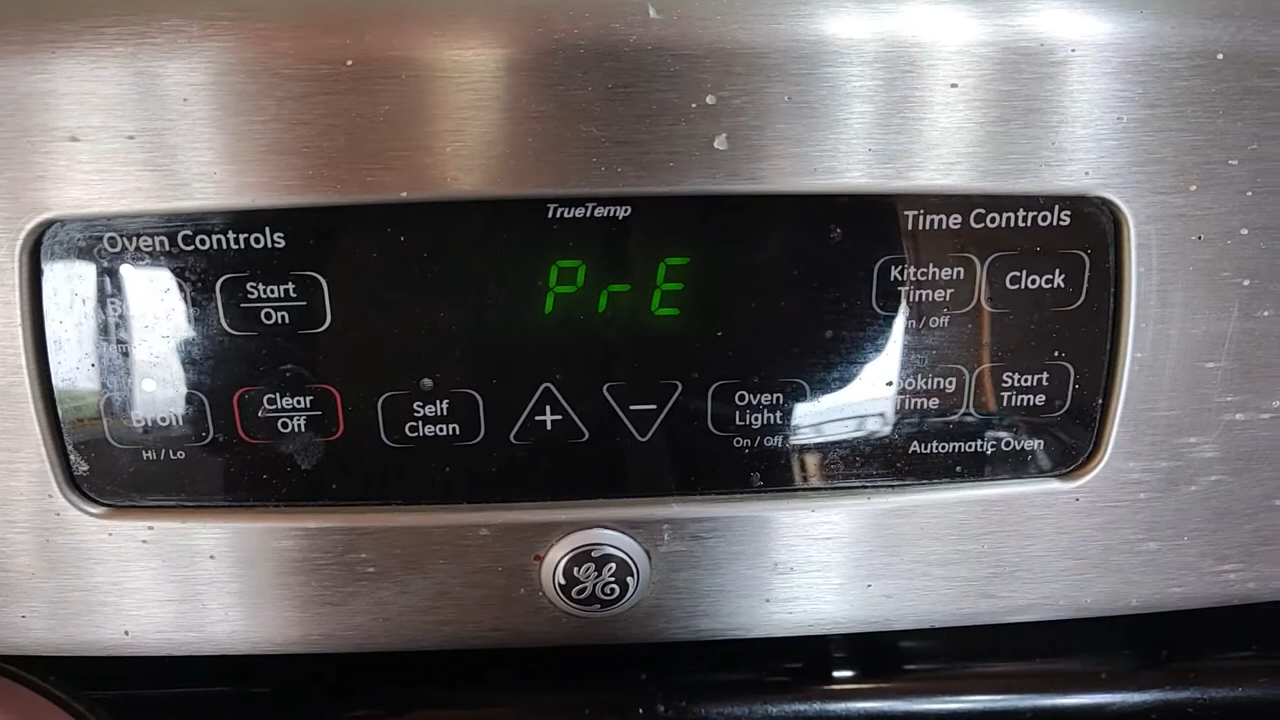 TrueTemp
Oven Controls
Time Controls
PrE
Start
On
Kitchen
Timer
Clock
Broil
Hi / Lo
Clear
Off
Self
Clean
+
−
Oven
Light
On / Off
Time
Start
Time
Automatic Oven
GE